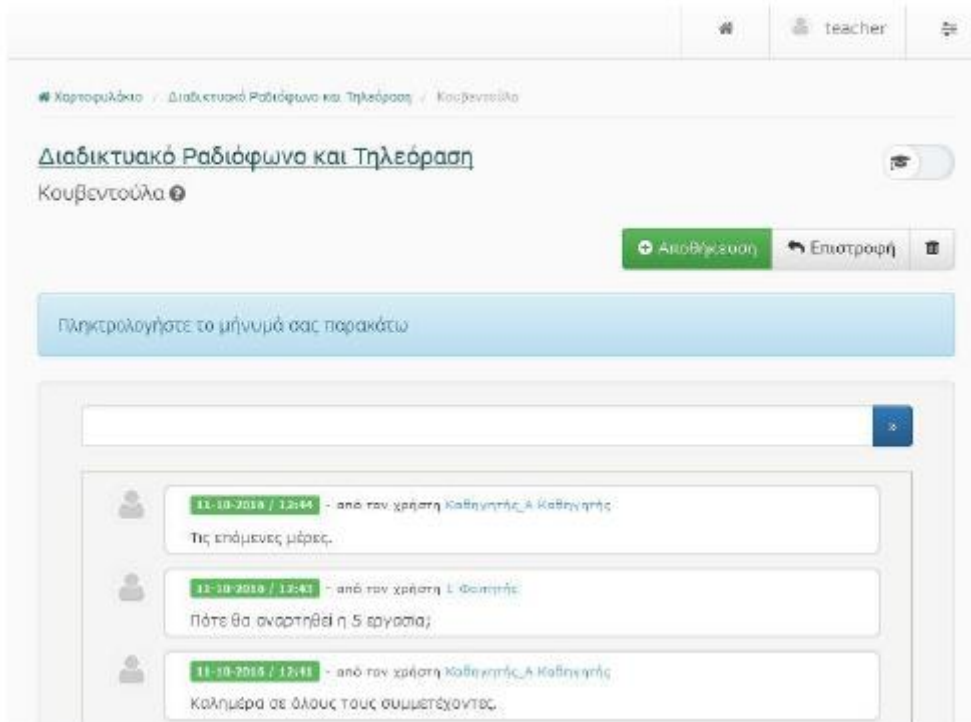 teacher
Χαρτοφυλάκιο / Διαδικτυακό Ραδιόφωνο και Τηλεόραση / Κουβεντούλα
Διαδικτυακό Ραδιόφωνο και Τηλεόραση
Κουβεντούλα
Αποθήκευση Επιστροφή
Πληκτρολογήστε το μήνυμά σας παρακάτω
»
11-10-2016 / 12:44 - από τον χρήστη Καθηγητής_Α Καθηγητής
Τις επόμενες μέρες.
11-10-2016 / 12:43 - από τον χρήστη 1 Φοιτητής
Πότε θα αναρτηθεί η 5 εργασία;
11-10-2016 / 12:41 - από τον χρήστη Καθηγητής_Α Καθηγητής
Καλημέρα σε όλους τους συμμετέχοντες.